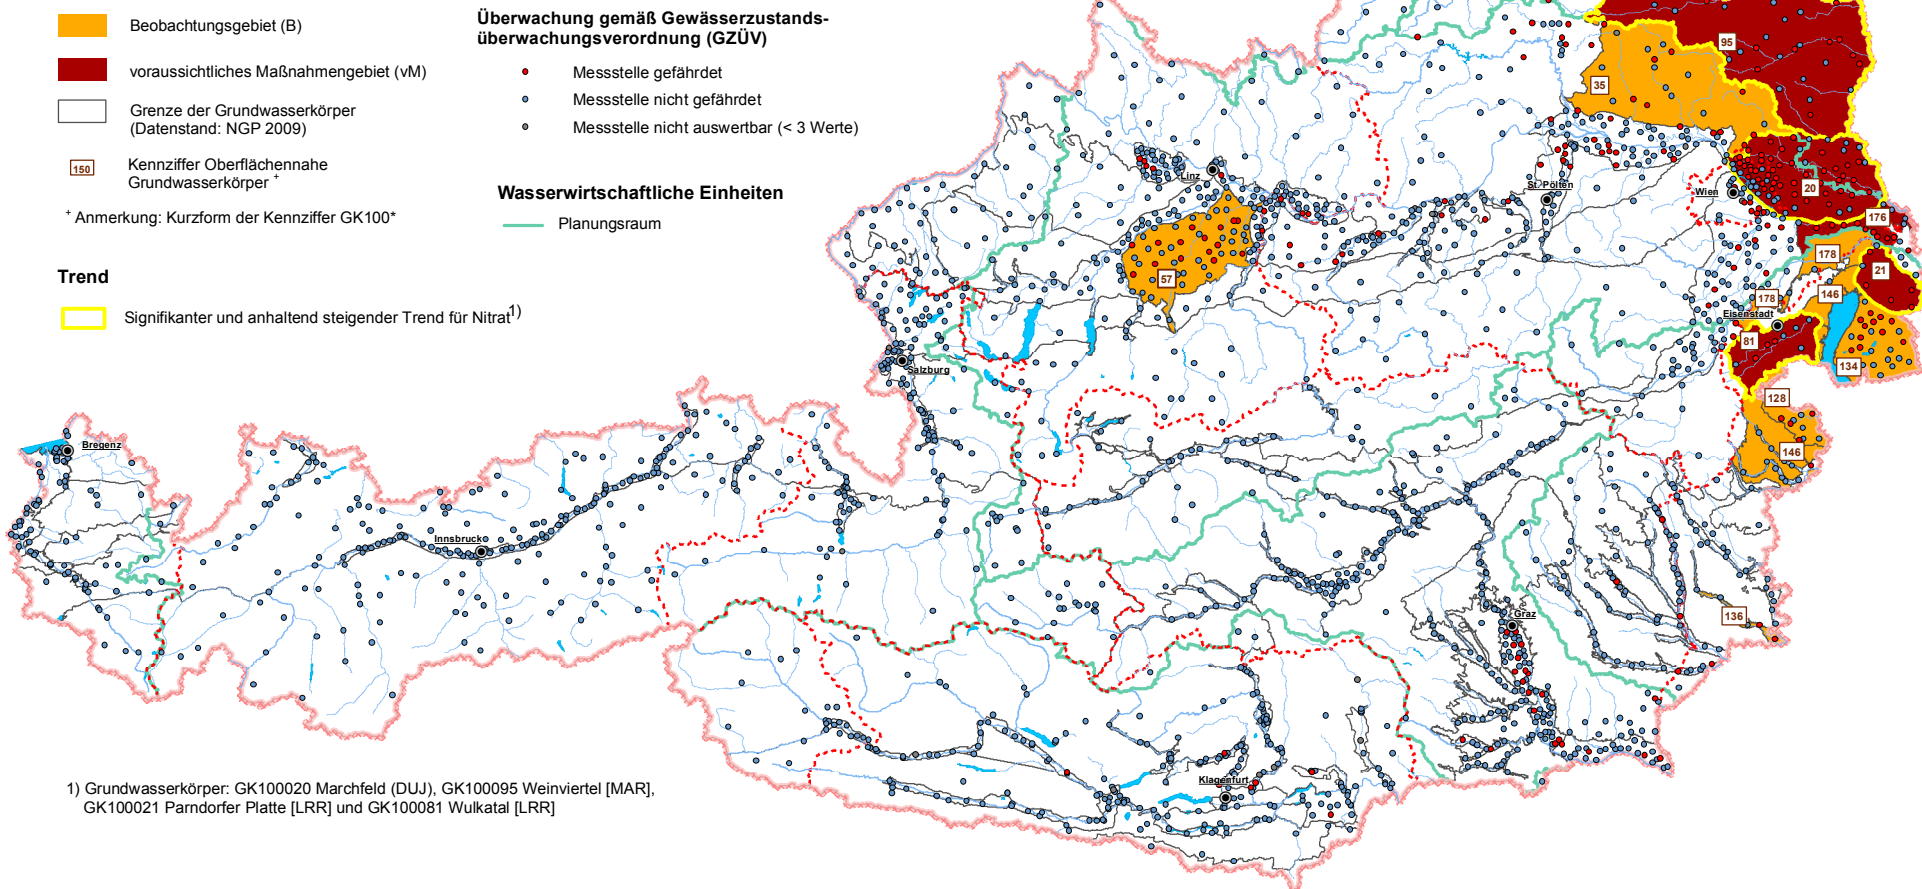 Beobachtungsgebiet (B)
voraussichtliches Maßnahmengebiet (vM)
Grenze der Grundwasserkörper
(Datenstand: NGP 2009)
150
Kennziffer Oberflächennahe
Grundwasserkörper +
+ Anmerkung: Kurzform der Kennziffer GK100*
Trend
Signifikanter und anhaltend steigender Trend für Nitrat1)
Überwachung gemäß Gewässerzustands-
überwachungsverordnung (GZÜV)
Messstelle gefährdet
Messstelle nicht gefährdet
Messstelle nicht auswertbar (< 3 Werte)
Wasserwirtschaftliche Einheiten
Planungsraum
95
35
Linz
St. Pölten
Wien
20
176
178
21
57
178
146
Eisenstadt
81
134
Salzburg
128
146
Bregenz
Innsbruck
136
Graz
Klagenfurt
1) Grundwasserkörper: GK100020 Marchfeld (DUJ), GK100095 Weinviertel [MAR],
GK100021 Parndorfer Platte [LRR] und GK100081 Wulkatal [LRR]